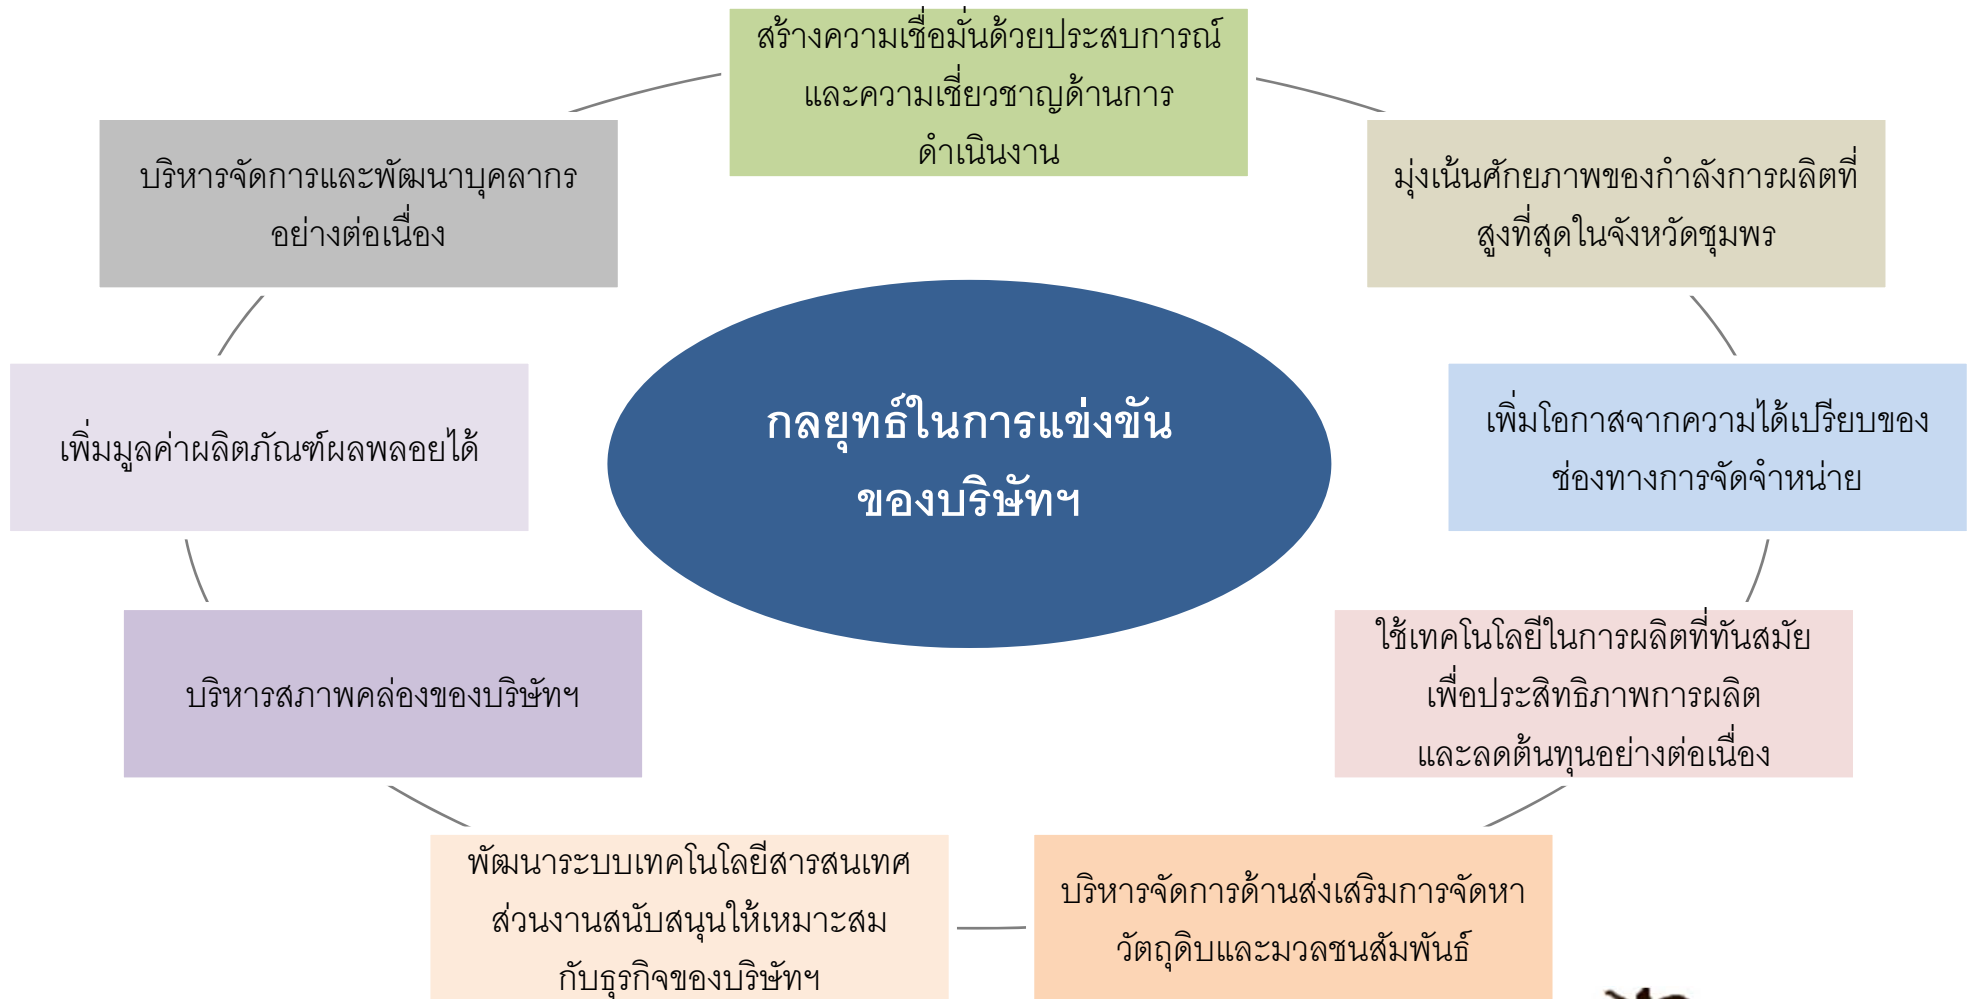 สร้างความเชื่อมั่นด้วยประสบการณ์
และความเชี่ยวชาญด้านการ
ดำเนินงาน
มุ่งเน้นศักยภาพของกำลังการผลิตที่
สูงที่สุดในจังหวัดชุมพร
เพิ่มโอกาสจากความได้เปรียบของ
ช่องทางการจัดจำหน่าย
ใช้เทคโนโลยีในการผลิตที่ทันสมัย
เพื่อประสิทธิภาพการผลิต
และลดต้นทุนอย่างต่อเนื่อง
บริหารจัดการด้านส่งเสริมการจัดหา
วัตถุดิบและมวลชนสัมพันธ์
พัฒนาระบบเทคโนโลยีสารสนเทศ
ส่วนงานสนับสนุนให้เหมาะสม
กับธุรกิจของบริษัทฯ
บริหารสภาพคล่องของบริษัทฯ
เพิ่มมูลค่าผลิตภัณฑ์ผลพลอยได้
บริหารจัดการและพัฒนาบุคลากร
อย่างต่อเนื่อง
กลยุทธ์ในการแข่งขัน
ของบริษัทฯ